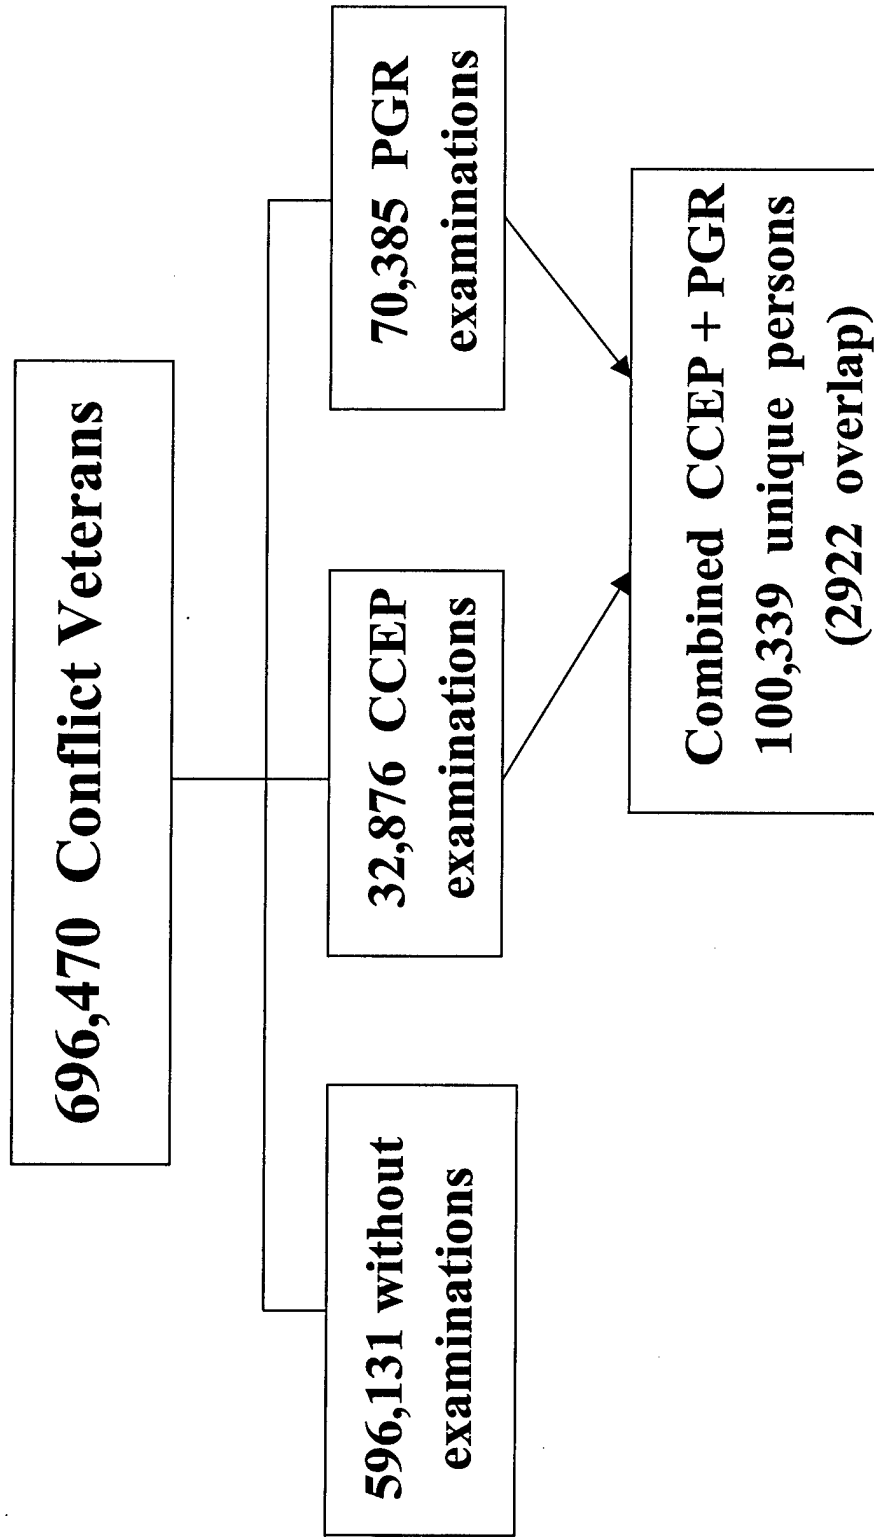 696,470 Conflict Veterans
596,131 without
examinations
32,876 CCEP
examinations
70,385 PGR
examinations
Combined CCEP + PGR
100,339 unique persons
(2922 overlap)